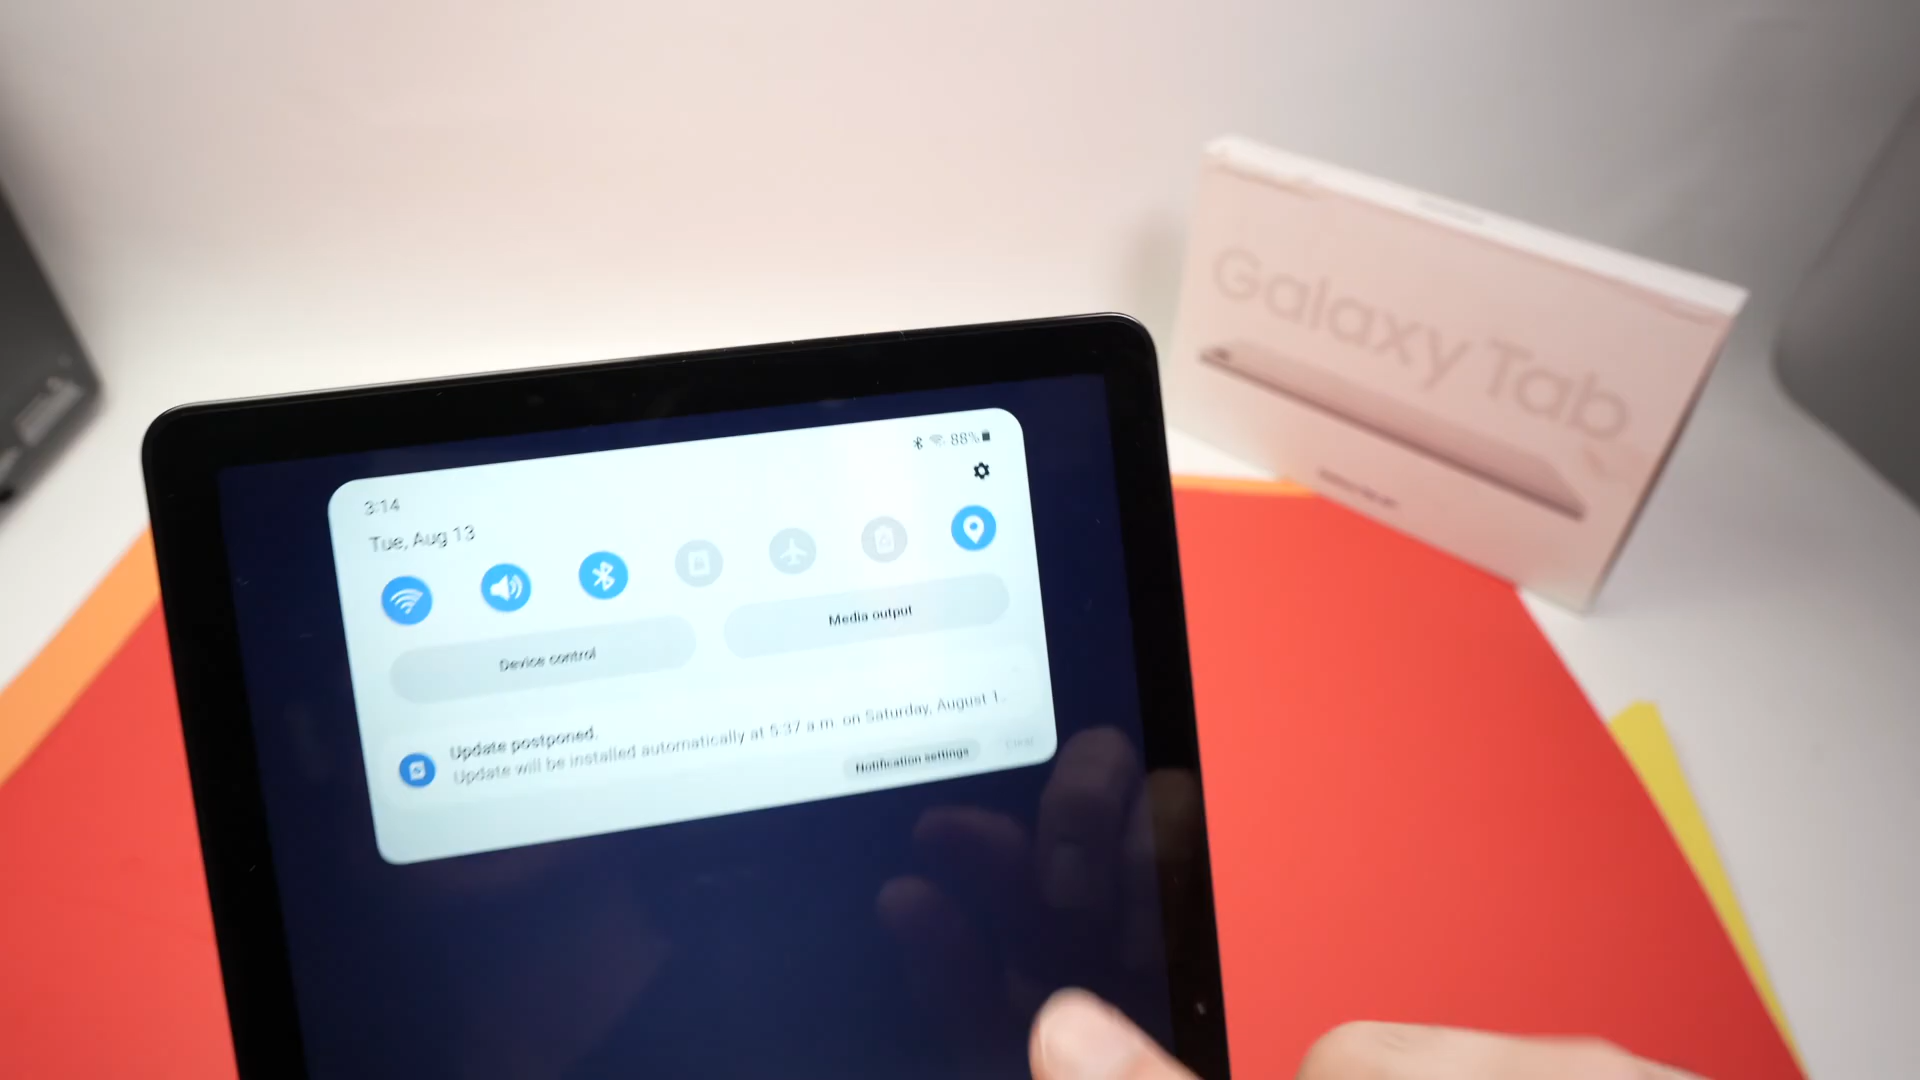 Galaxy Tab
88%
3:14
Tue, Aug 13
Device control
Media output
Update postponed.
Update will be installed automatically at 5:37 a.m. on Saturday, August 1...
Notification settings
Clear